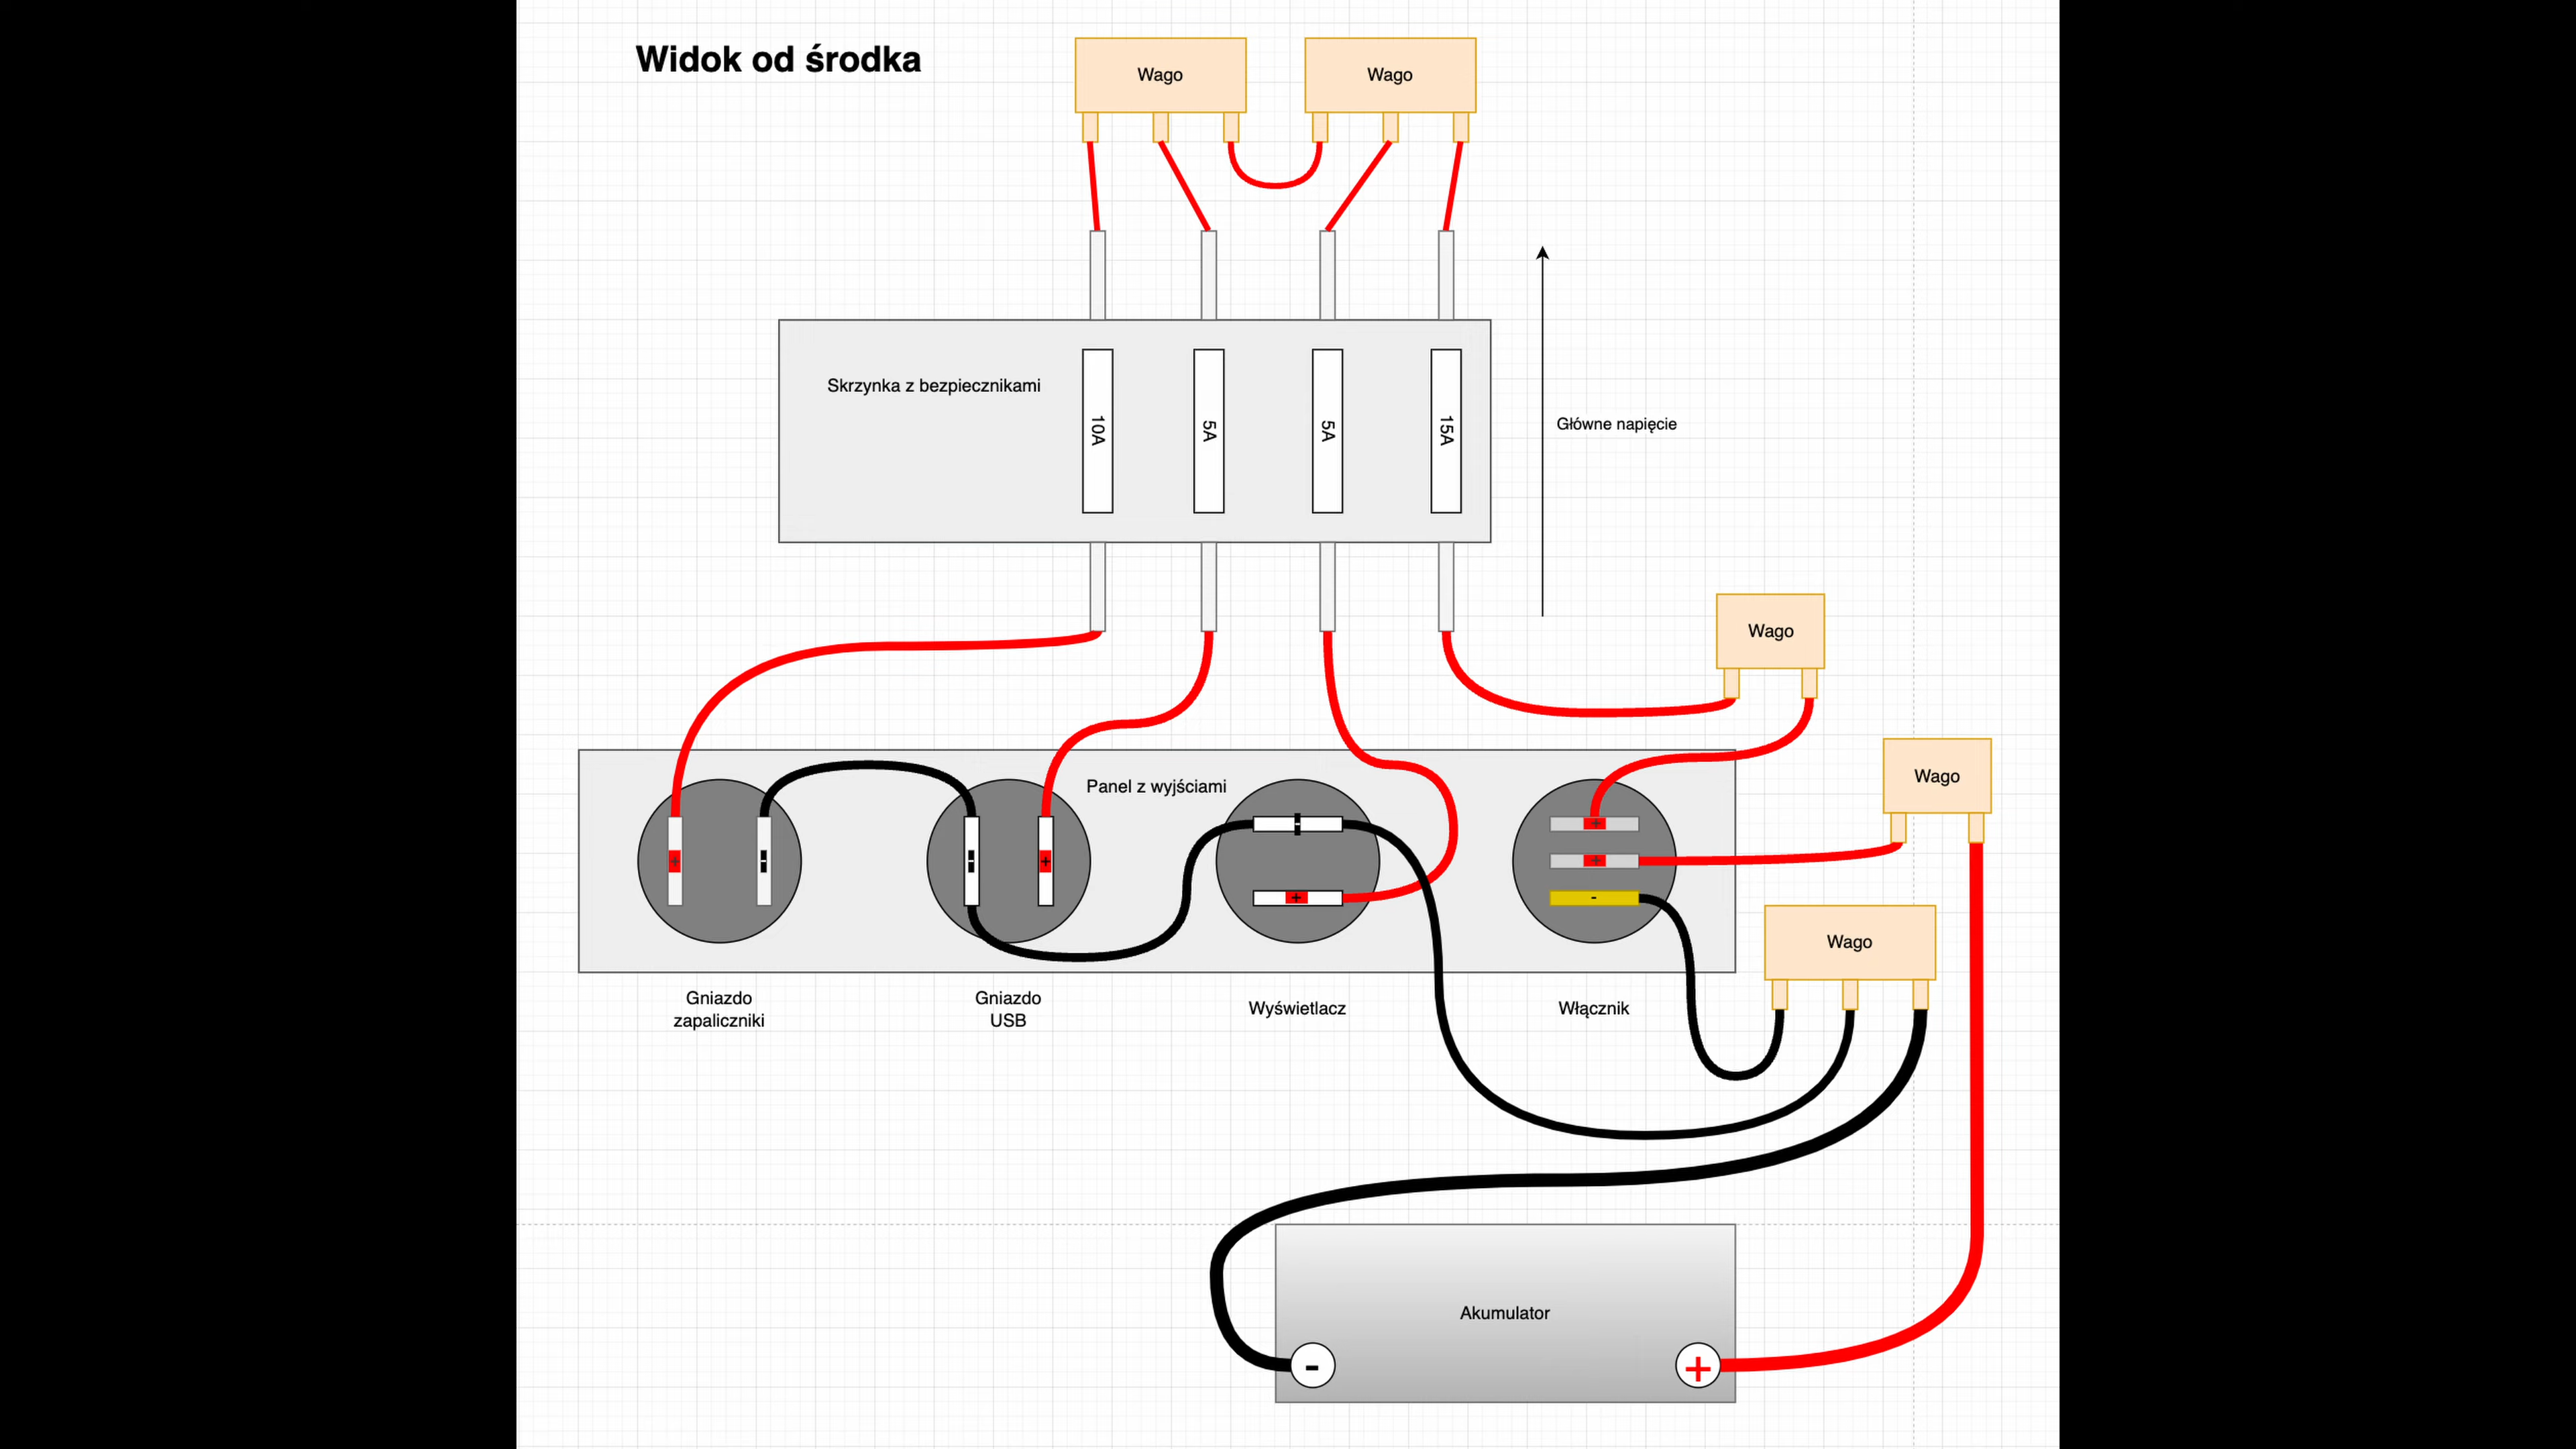 Widok od środka
Wago
Wago
Skrzynka z bezpiecznikami
10A
5A
5A
15A
Główne napięcie
Wago
Wago
Panel z wyjściami
+
-
-
+
-
+
+
+
-
Wago
Gniazdo
zapaliczniki
Gniazdo
USB
Wyświetlacz
Włącznik
Akumulator
-
+